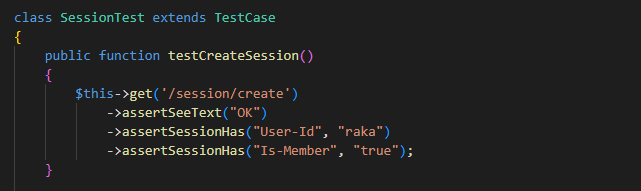 class SessionTest extends TestCase
{
    public function testCreateSession()
    {
        $this->get('/session/create')
            ->assertSeeText("OK")
            ->assertSessionHas("User-Id", "raka")
            ->assertSessionHas("Is-Member", "true");
    }